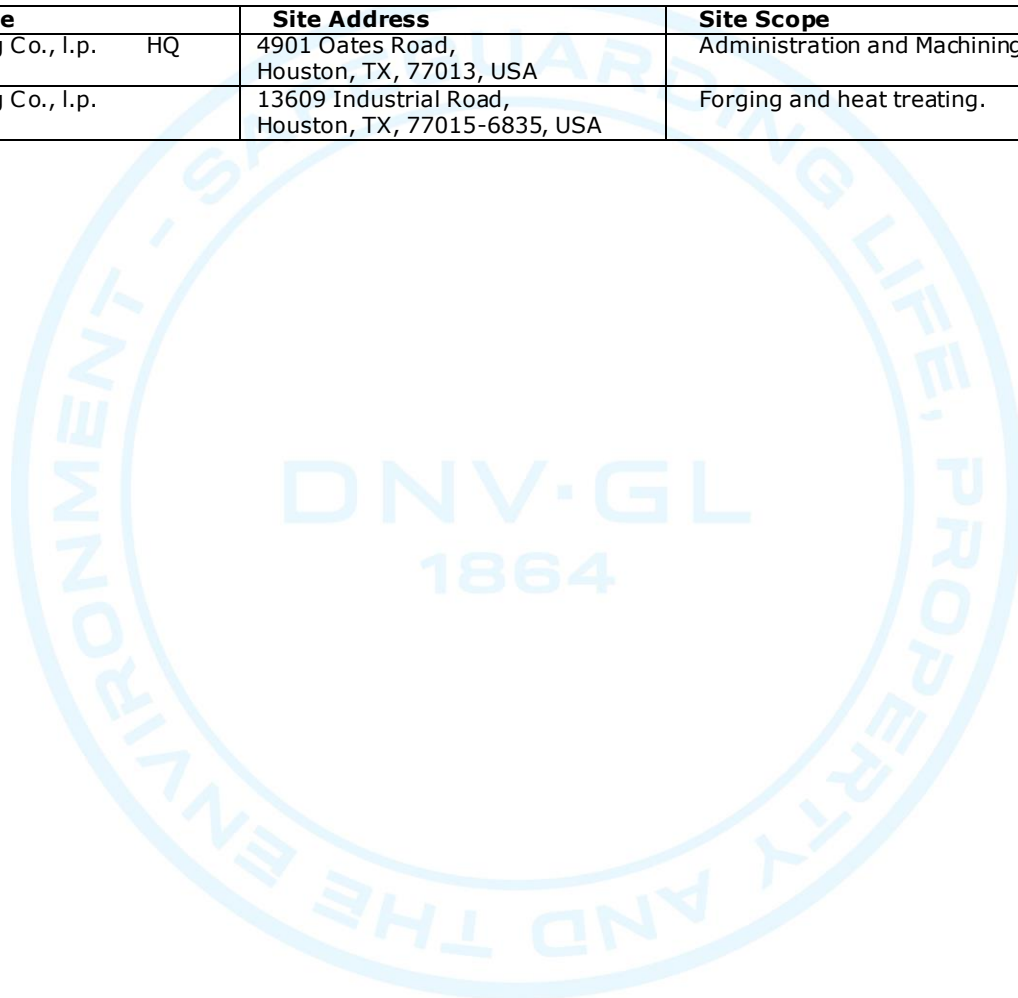 e Site Address Site Scope
g Co., l.p. HQ 4901 Oates Road, Administration and Machining
Houston, TX, 77013, USA
g Co., l.p. 13609 Industrial Road, Forging and heat treating.
Houston, TX, 77015-6835, USA
SAFEGUARDING LIFE, PROPERTY AND THE ENVIRONMENT -
DNV·GL
1864